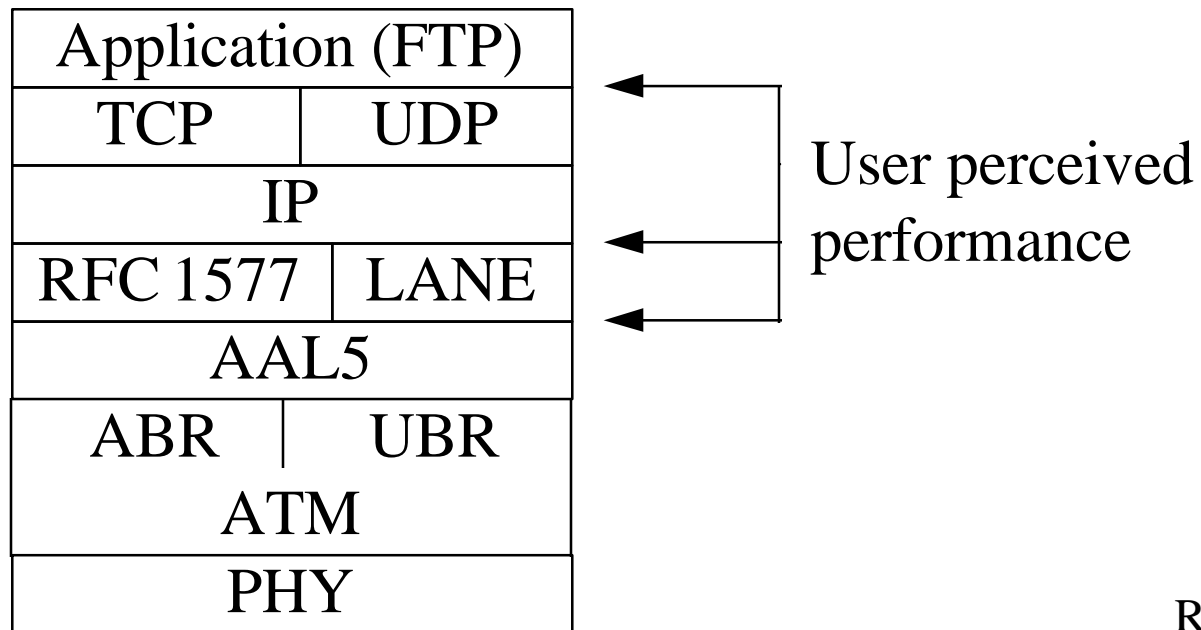 Application (FTP)
TCP UDP
IP
RFC 1577 LANE
AAL5
ABR UBR
ATM
PHY
User perceived
performance
R